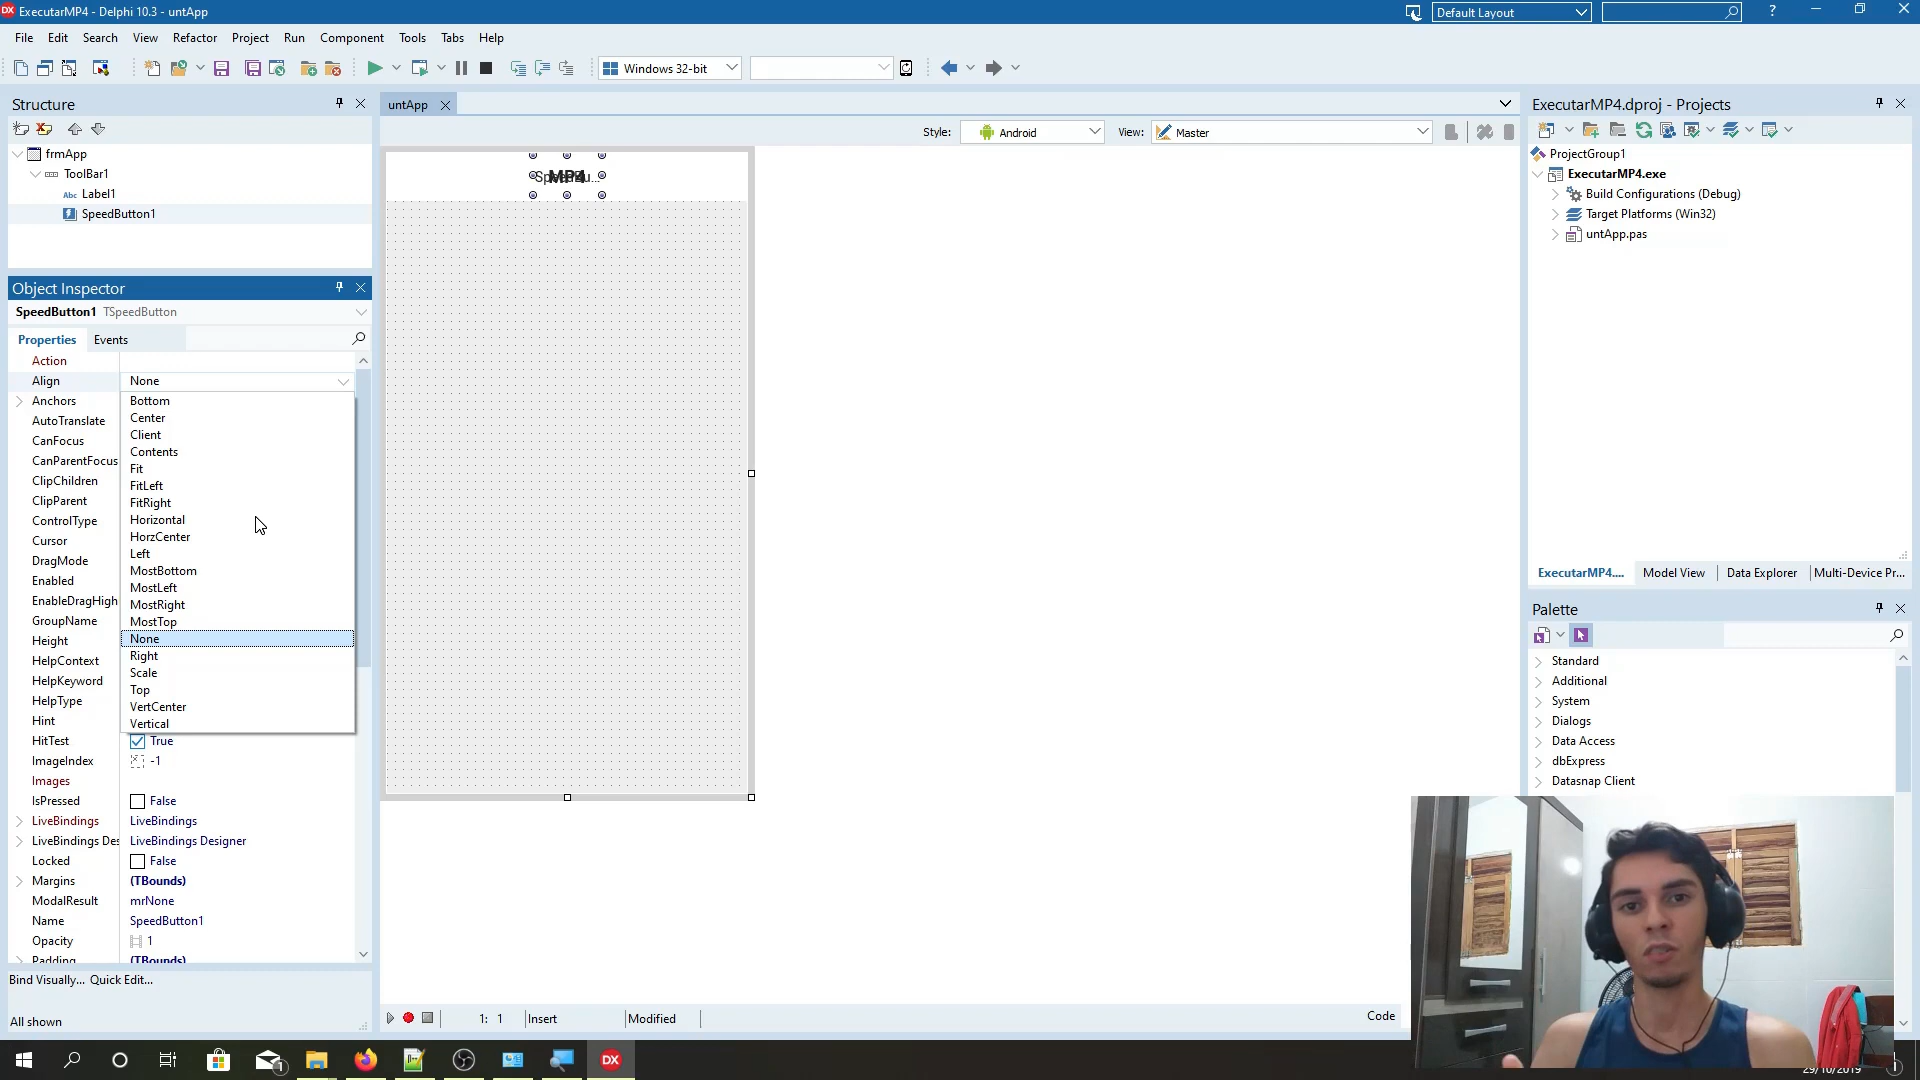 ExecutarMP4 - Delphi 10.3 - untApp
Default Layout
?
File Edit Search View Refactor Project Run Component Tools Tabs Help
Windows 32-bit
Structure
frmApp
ToolBar1
Abc Label1
SpeedButton1
Object Inspector
SpeedButton1 TSpeedButton
Properties Events
Action
Align None
Anchors
AutoTranslate
CanFocus
CanParentFocus
ClipChildren
ClipParent
ControlType
Cursor
DragMode
Enabled
EnableDragHigh
GroupName
Height
HelpContext
HelpKeyword
HelpType
Hint
HitTest True
ImageIndex -1
Images
IsPressed False
LiveBindings LiveBindings
LiveBindings Des LiveBindings Designer
Locked False
Margins (TBounds)
ModalResult mrNone
Name SpeedButton1
Opacity 1
Padding (TBounds)
Bottom
Center
Client
Contents
Fit
FitLeft
FitRight
Horizontal
HorzCenter
Left
MostBottom
MostLeft
MostRight
MostTop
None
Right
Scale
Top
VertCenter
Vertical
Bind Visually... Quick Edit...
All shown
untApp
Style: Android View: Master
MP4
1: 1 Insert Modified Code
ExecutarMP4.dproj - Projects
ProjectGroup1
ExecutarMP4.exe
Build Configurations (Debug)
Target Platforms (Win32)
untApp.pas
ExecutarMP4.... Model View Data Explorer Multi-Device Pr...
Palette
Standard
Additional
System
Dialogs
Data Access
dbExpress
Datasnap Client
DX
29/10/2019